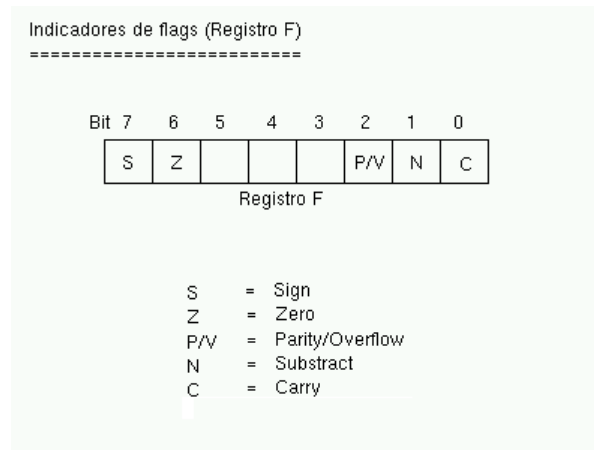 Indicadores de flags (Registro F)
==========================
Bit 7 6 5 4 3 2 1 0
S Z P/V N C
Registro F
S = Sign
Z = Zero
P/V = Parity/Overflow
N = Substract
C = Carry